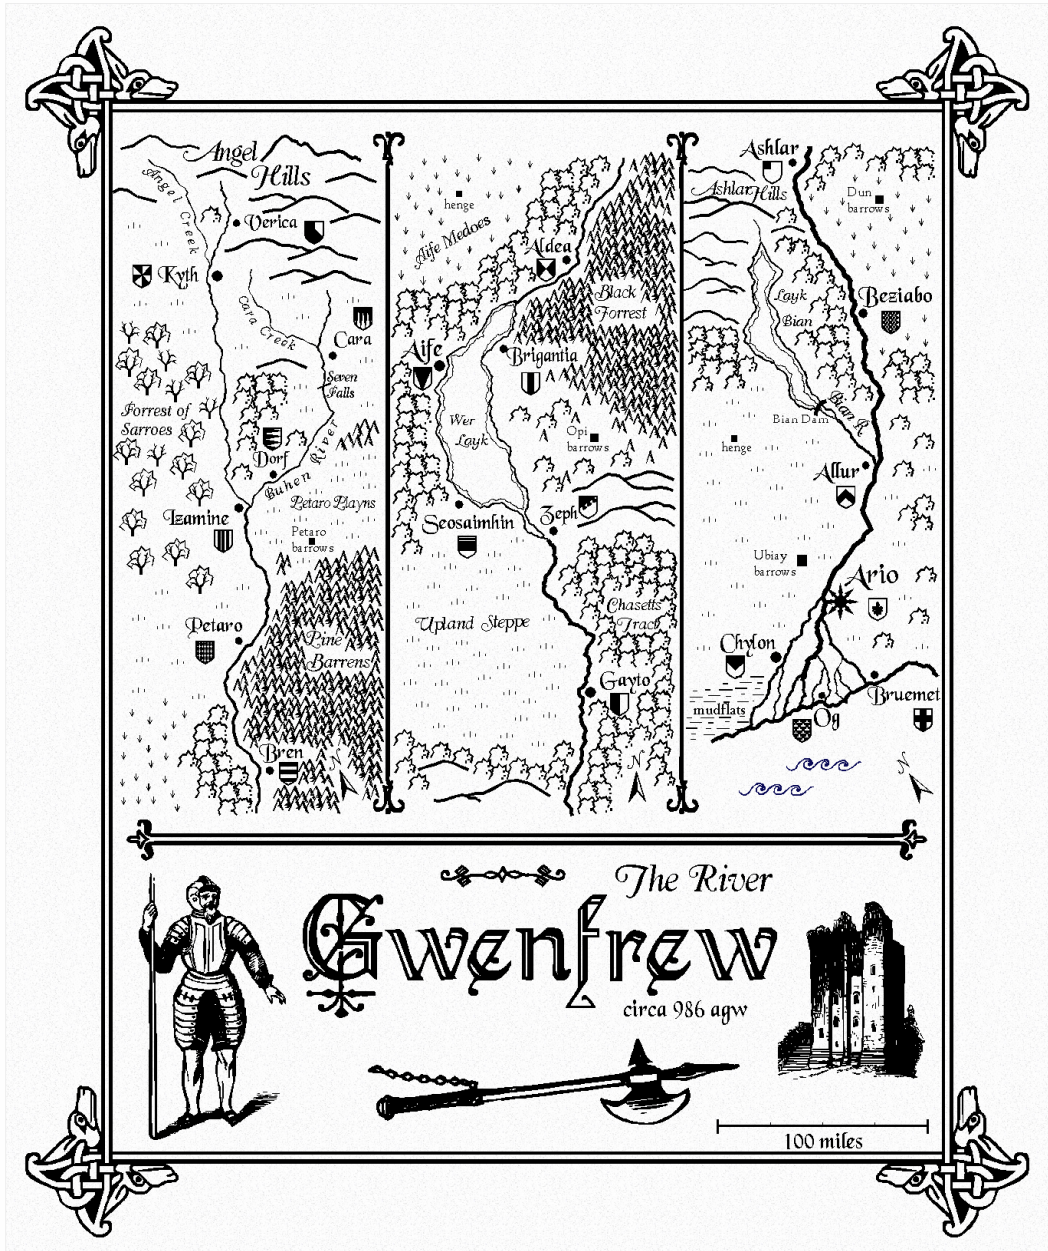 Angel
Hills
Angel Creek
Verica
Kyth
Cara Creek
Cara
Seven
Falls
Forrest of
Sarroes
Dorf
Buhen River
Petaro Playns
Izamine
Petaro
barrows
Petaro
Pine
Barrens
Bren
N
henge
Aife Medoes
Aldea
Black
Forrest
Aife
Brigantia
Wer
Layk
Opi
barrows
Seosaimhin
Zeph
Upland Steppe
Chasetts
Tract
Gayto
N
Ashlar
Ashlar Hills
Dun
barrows
Layk
Bian
Beziabo
Bian R
Bian Dam
henge
Allur
Ubiay
barrows
Ario
Chylon
mudflats
Og
Bruemet
N
The River
Gwenfrew
circa 986 agw
100 miles